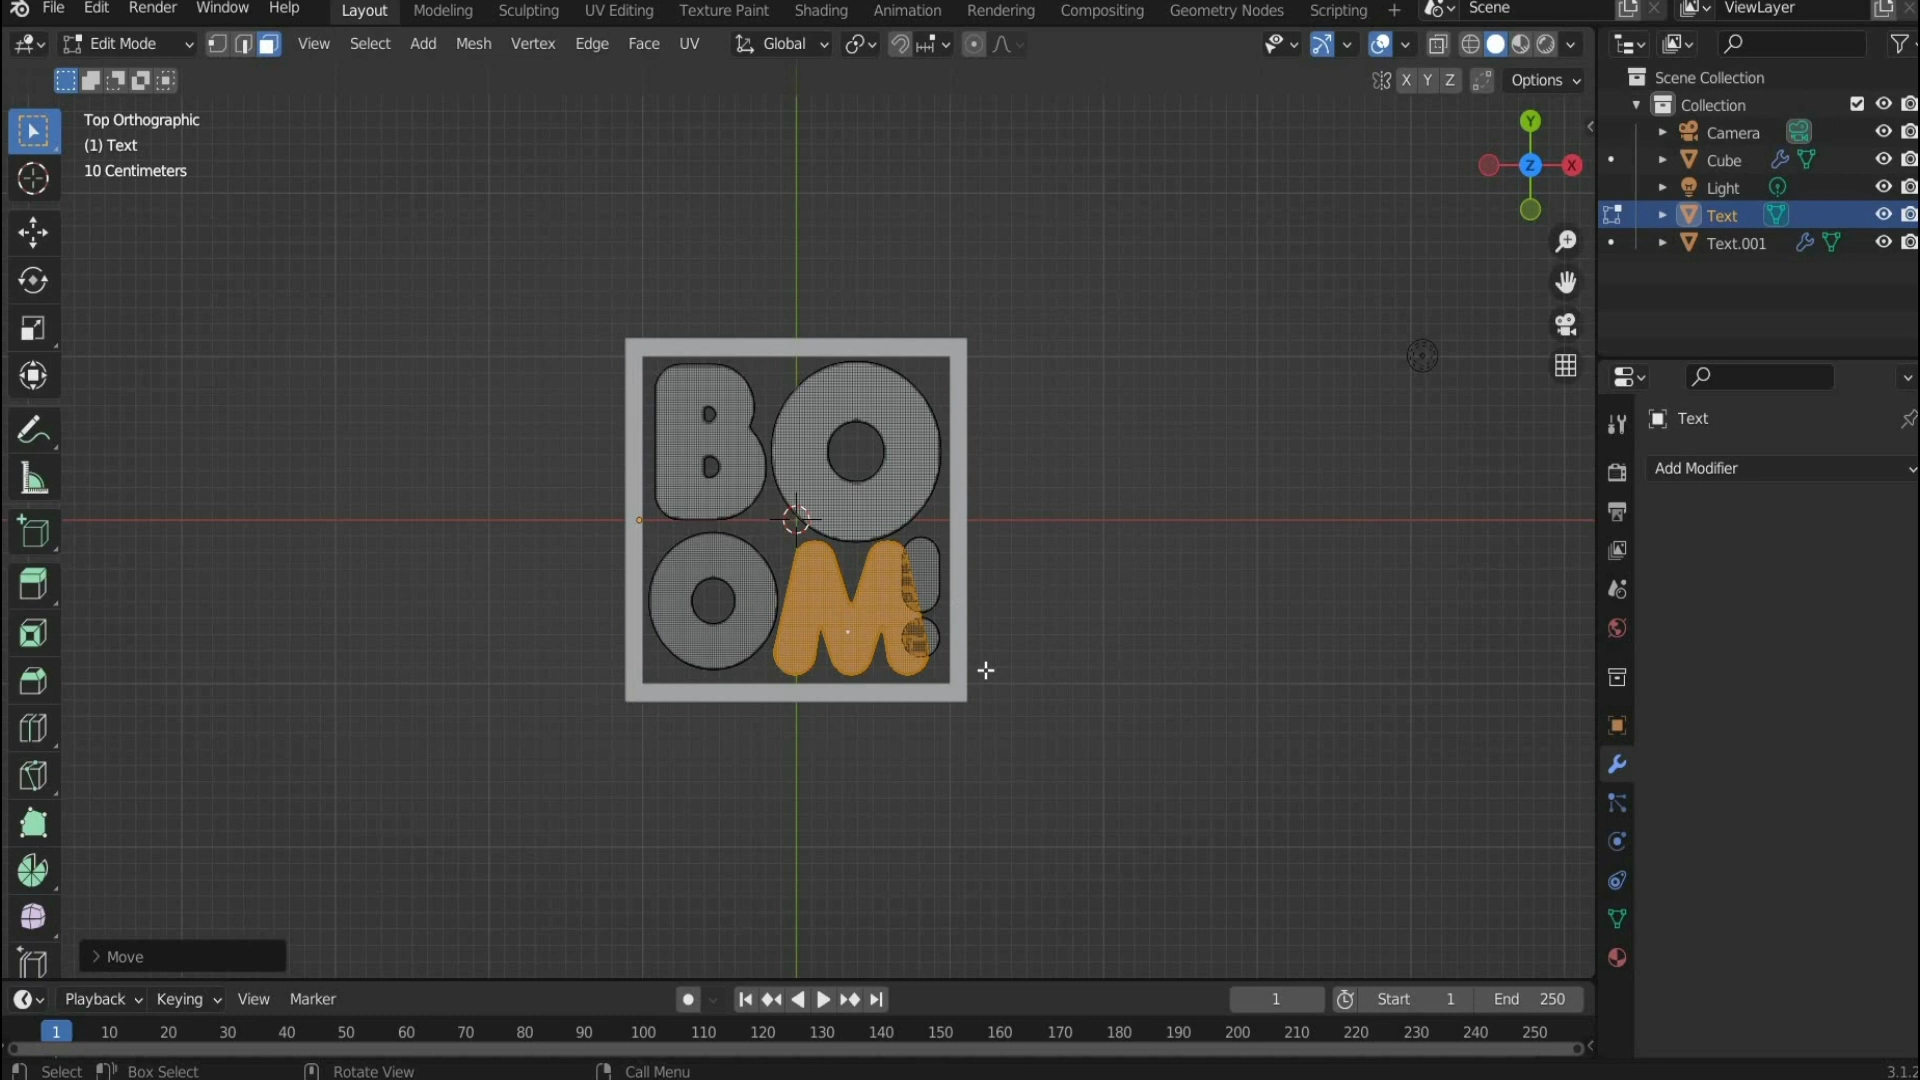 File Edit Render Window Help Layout Modeling Sculpting UV Editing Texture Paint Shading Animation Rendering Compositing Geometry Nodes Scripting + Scene ViewLayer
Edit Mode View Select Add Mesh Vertex Edge Face UV Global
X Y Z Options
Top Orthographic
(1) Text
10 Centimeters
Y
Z X
BO
OM!
Scene Collection
Collection
Camera
Cube
Light
Text
Text.001
Text
Add Modifier
> Move
Playback Keying View Marker 1 Start 1 End 250
1 10 20 30 40 50 60 70 80 90 100 110 120 130 140 150 160 170 180 190 200 210 220 230 240 250
Select Box Select Rotate View Call Menu 3.1.2